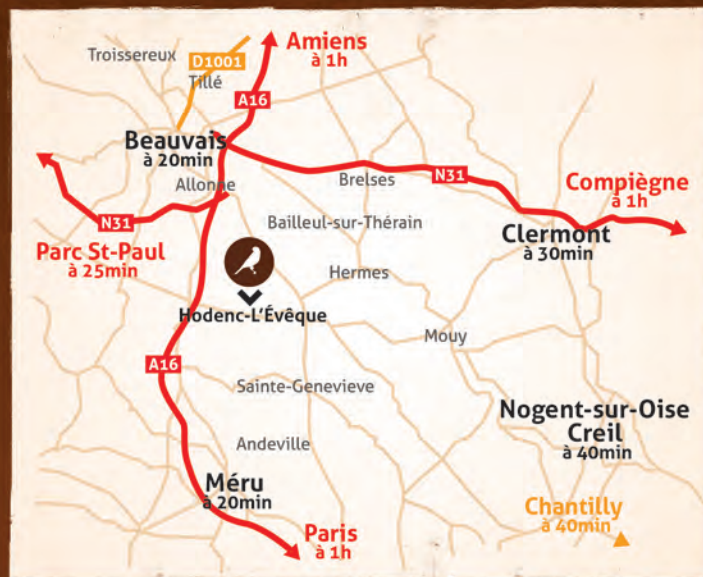 Amiens
à 1h
Troissereux
D1001
Tillé
A16
Beauvais
à 20min
Allonne
Brelses
N31
Compiègne
à 1h
N31
Bailleul-sur-Thérain
Clermont
à 30min
Parc St-Paul
à 25min
Hermes
Hodenc-L'Évêque
Mouy
A16
Sainte-Genevieve
Nogent-sur-Oise
Creil
à 40min
Andeville
Méru
à 20min
Chantilly
à 40min
Paris
à 1h